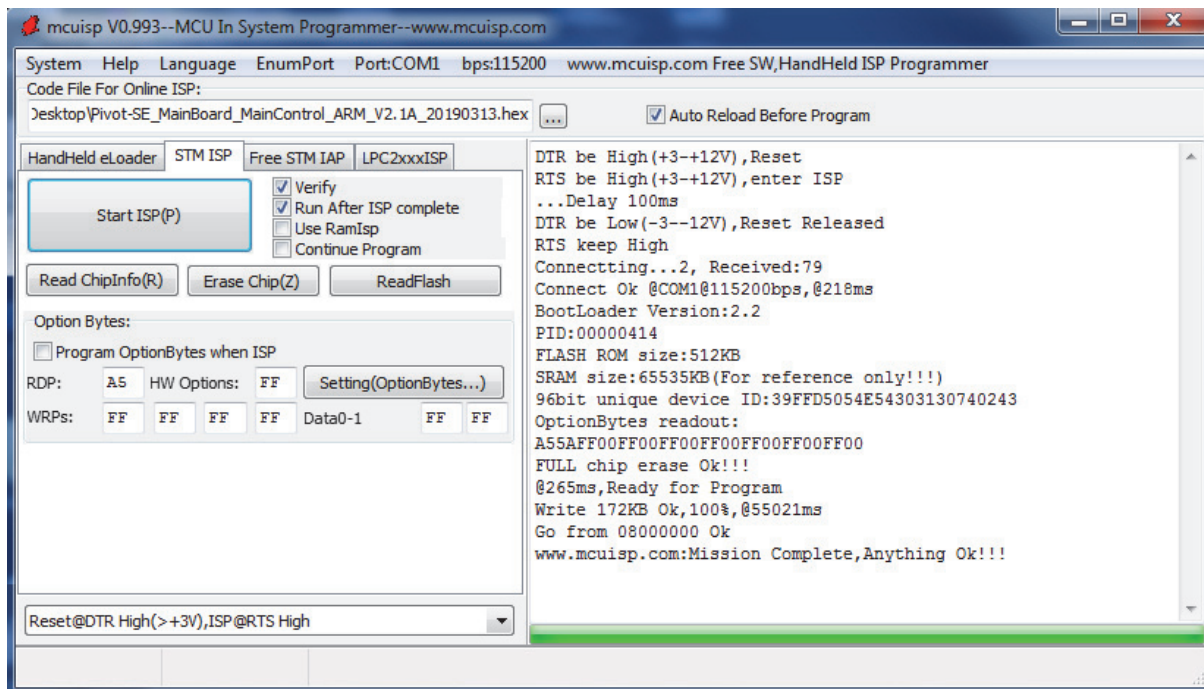 mcuisp V0.993--MCU In System Programmer--www.mcuisp.com
System Help Language EnumPort Port:COM1 bps:115200 www.mcuisp.com Free SW,HandHeld ISP Programmer
Code File For Online ISP:
Desktop\Pivot-SE_MainBoard_MainControl_ARM_V2.1A_20190313.hex ... Auto Reload Before Program
HandHeld eLoader STM ISP Free STM IAP LPC2xxxISP
Start ISP(P)
Verify
Run After ISP complete
Use RamIsp
Continue Program
Read ChipInfo(R) Erase Chip(Z) ReadFlash
Option Bytes:
Program OptionBytes when ISP
RDP: A5 HW Options: FF Setting(OptionBytes...)
WRPs: FF FF FF FF Data0-1 FF FF
Reset@DTR High(>+3V),ISP@RTS High
DTR be High(+3-+12V),Reset
RTS be High(+3-+12V),enter ISP
...Delay 100ms
DTR be Low(-3--12V),Reset Released
RTS keep High
Connectting...2, Received:79
Connect Ok @COM1@115200bps,@218ms
BootLoader Version:2.2
PID:00000414
FLASH ROM size:512KB
SRAM size:65535KB(For reference only!!!)
96bit unique device ID:39FFD5054E54303130740243
OptionBytes readout:
A55AFF00FF00FF00FF00FF00FF00FF00
FULL chip erase Ok!!!
@265ms,Ready for Program
Write 172KB Ok,100%,@55021ms
Go from 08000000 Ok
www.mcuisp.com:Mission Complete,Anything Ok!!!